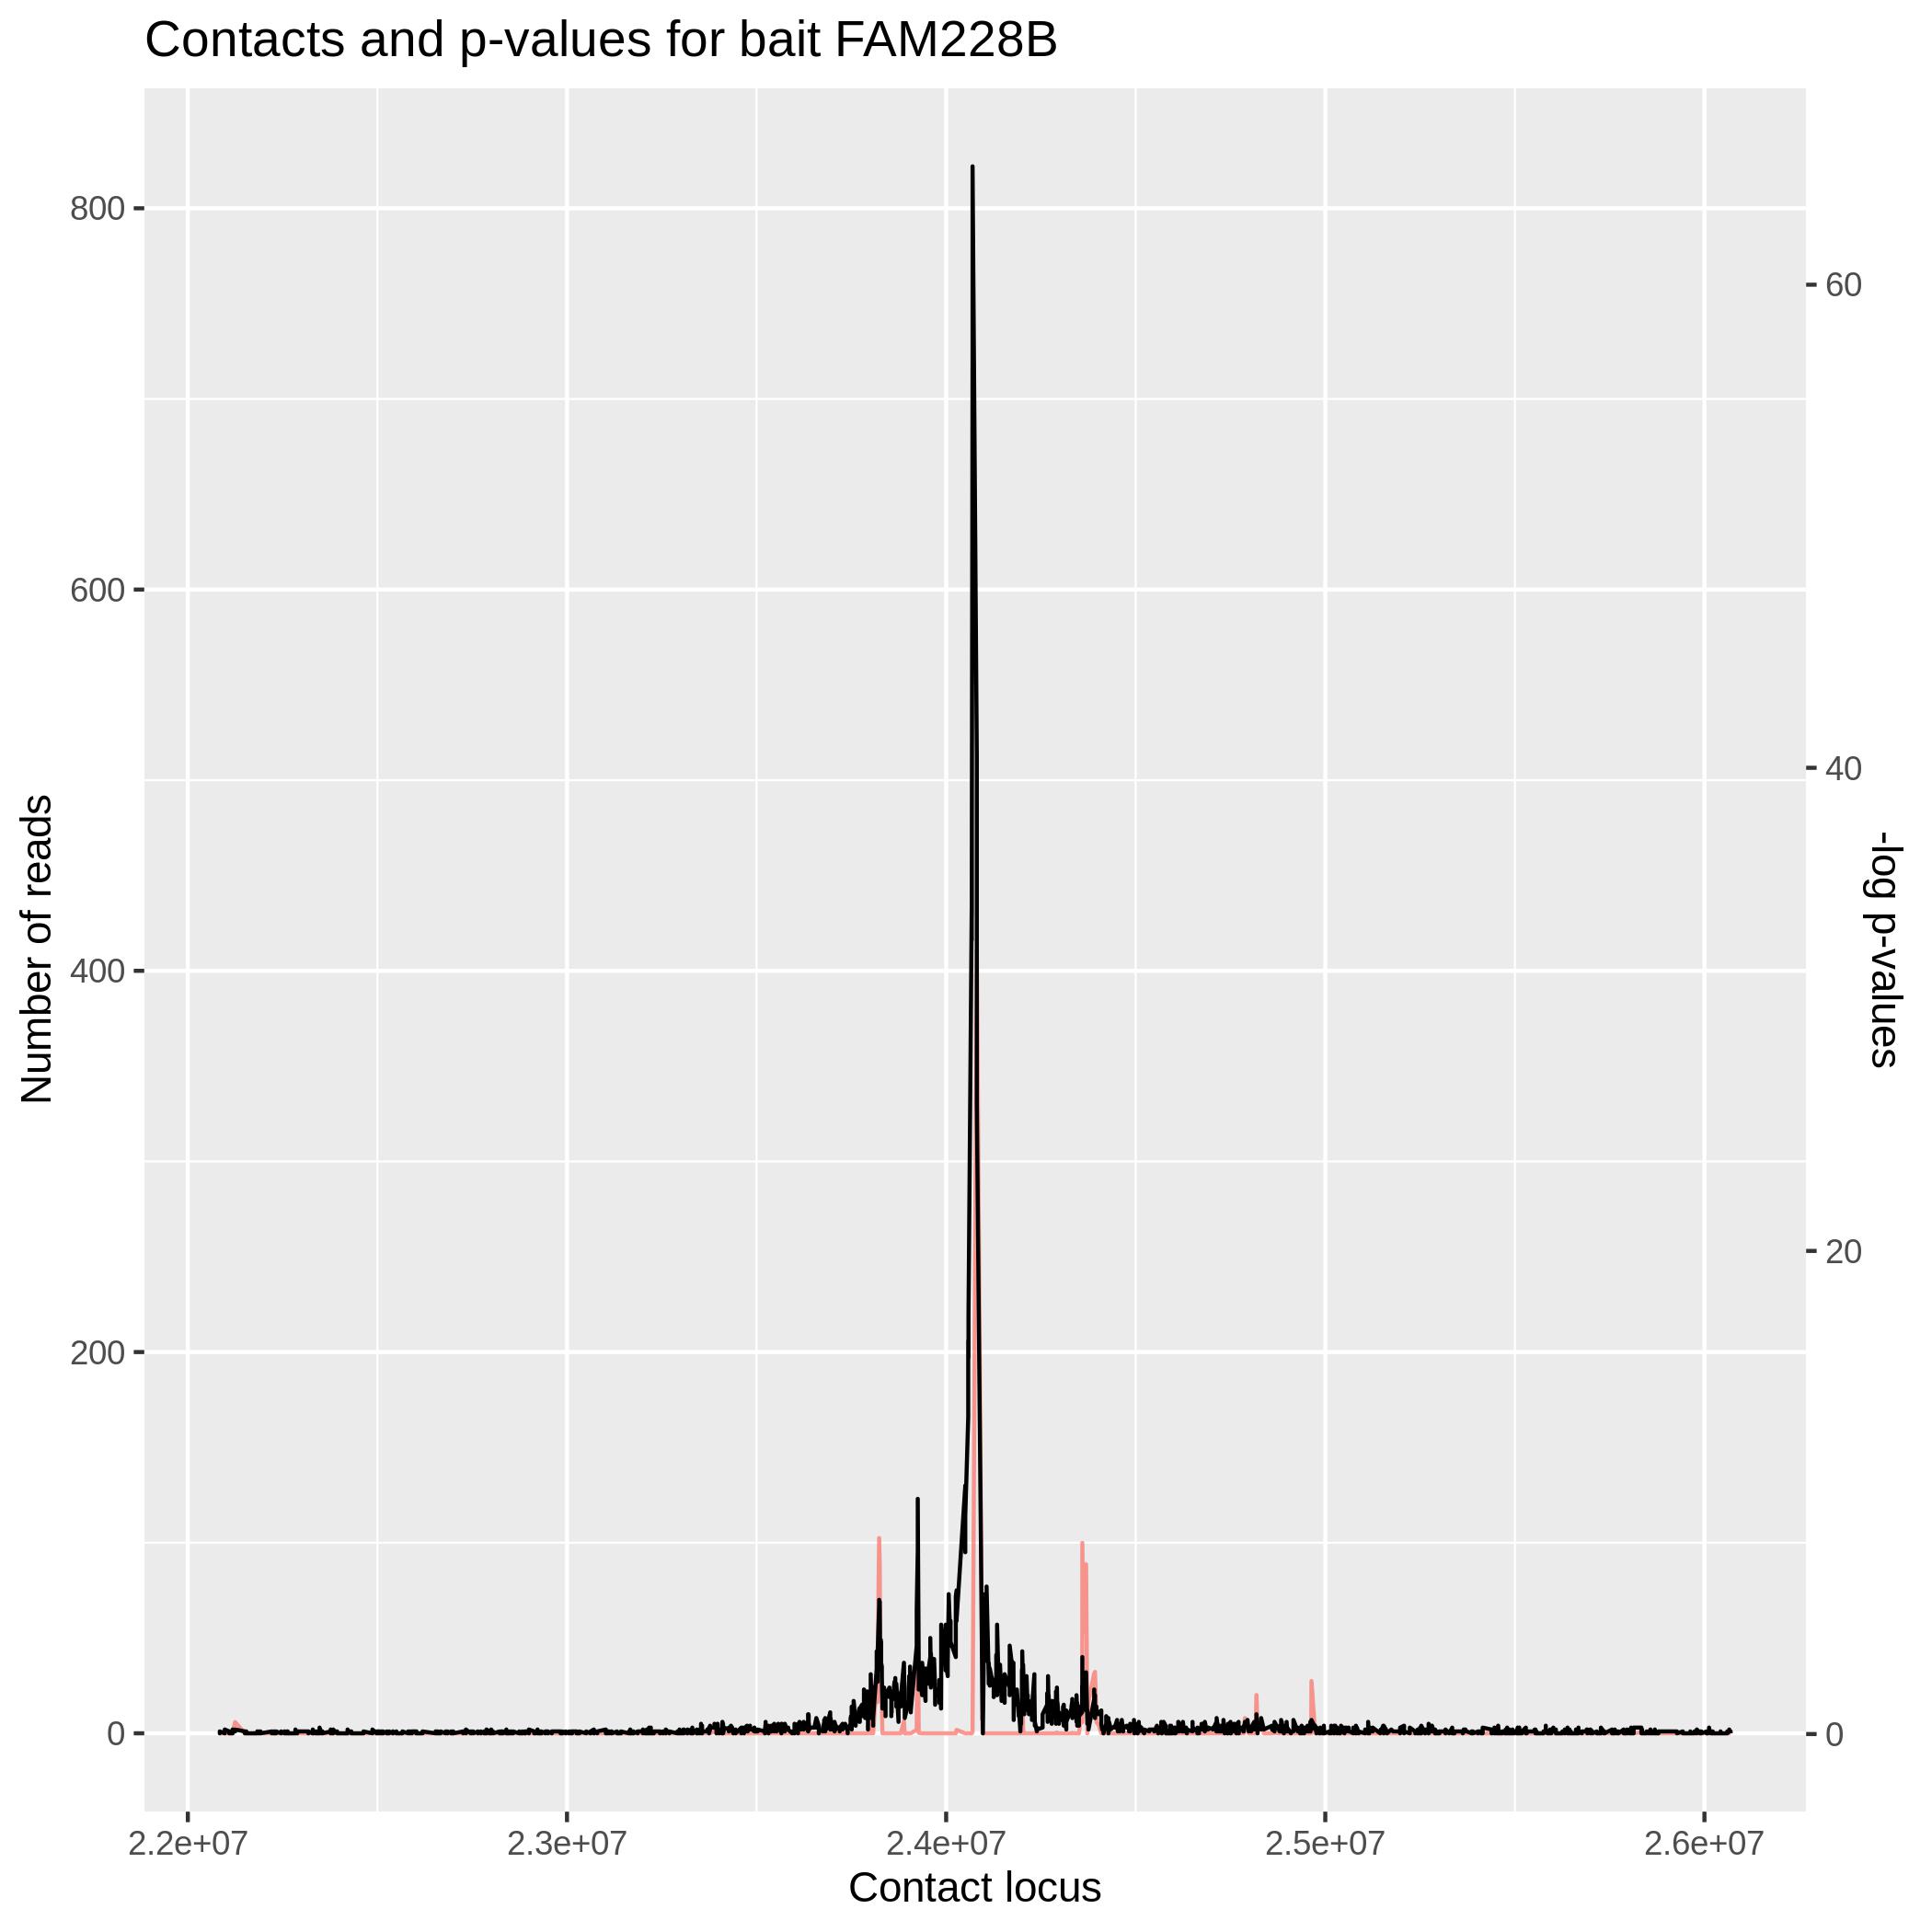 Contacts and p-values for bait FAM228B
800
600
400
200
0
Number of reads
60
40
20
0
-log p-values
2.2e+07
2.3e+07
2.4e+07
2.5e+07
2.6e+07
Contact locus